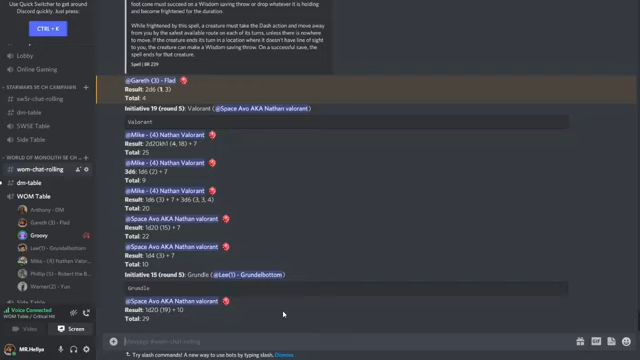 Use Quick Switcher to get
around Discord quickly. Just
press:
CTRL + K
Lobby
Online Gaming
STARWARS 5E CH CAMPAIGN
sw5r-chat-rolling
dm-table
SWSE Table
Side Table
WORLD OF MONOLITH 5E CH
wom-chat-rolling
dm-table
WOM Table
Anthony - GM
Gareth (3) - Flad
Groovy
Lee(1) - Grundelbottom
Mike - (4) Nathan Valor...
Phillip (5) - Robert the B...
Werner(2) - Yuni
Side Table
Voice Connected
WOM Table / Critical Hit
Video
Screen
MR.Hellya
foot cone must succeed on a Wisdom saving throw or drop whatever it is holding and
become frightened for the duration.
While frightened by this spell, a creature must take the Dash action and move away
from you by the safest available route on each of its turns, unless there is nowhere
to move. If the creature ends its turn in a location where it doesn't have line of sight
to you, the creature can make a Wisdom saving throw. On a successful save, the
spell ends for that creature.
Spell | BR 239
@Gareth (3) - Flad
Result: 2d6 (1, 3)
Total: 4
Initiative 19 (round 5): Valorant (@Space Avo AKA Nathan valorant)
Valorant
@Mike - (4) Nathan Valorant
Result: 2d20kh1 (4, 18) + 7
Total: 25
@Mike - (4) Nathan Valorant
3d6: 1d6 (2) + 7
Total: 9
@Mike - (4) Nathan Valorant
Result: 1d6 (3) + 7 + 3d6 (3, 3, 4)
Total: 20
@Space Avo AKA Nathan valorant
Result: 1d20 (15) + 7
Total: 22
@Space Avo AKA Nathan valorant
Result: 1d4 (3) + 7
Total: 10
Initiative 15 (round 5): Grundle (@Lee(1) - Grundelbottom)
Grundle
@Space Avo AKA Nathan valorant
Result: 1d20 (19) + 10
Total: 29
Message #wom-chat-rolling
GIF
Try slash commands! A new way to use bots by typing slash. Dismiss